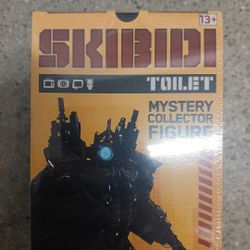 13+
SKIBIDI
TOILET
MYSTERY
COLLECTOR
FIGURE